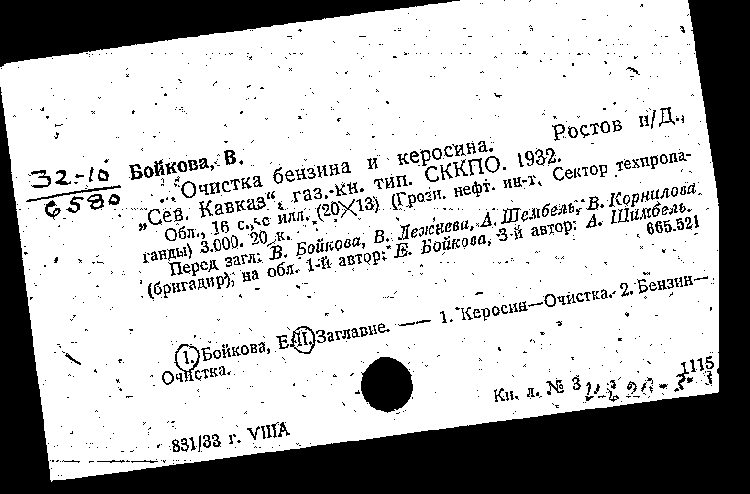 32-10
6580
Бойкова, В.
Очистка бензина и керосина. Ростов н/Д.,
„Сев. Кавказ“, газ.-кн. тип. СККПО. 1932.
Обл., 16 с., с илл. (20×13) (Грозн. нефт. ин-т. Сектор техпропа-
ганды) 3.000. 20 к.
Перед загл: В. Бойкова, В. Лежнева, А. Шембель, В. Корнилова
(бригадир); на обл. 1-й автор: Е. Бойкова, 3-й автор: А. Шимбель.
665.521
I. Бойкова, Е. II. Заглавие. — 1. Керосин—Очистка. 2. Бензин—
Очистка.
1115
Кн. л. № 3
831/33 г. VIIIА